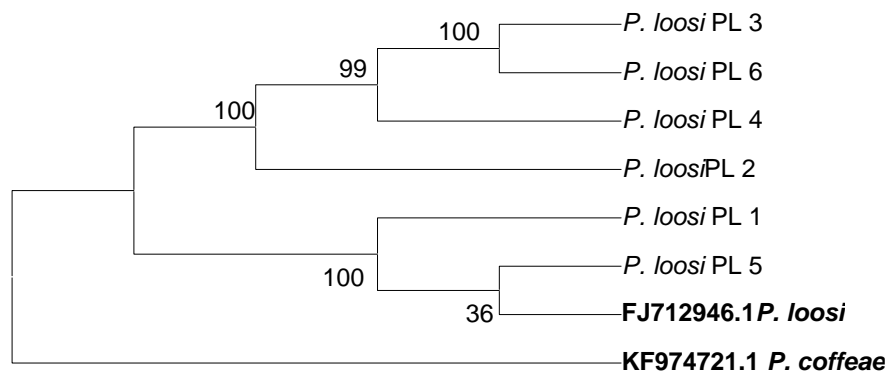 P. loosi PL 3
100
P. loosi PL 6
99
P. loosi PL 4
100
P. loosiPL 2
P. loosi PL 1
100
P. loosi PL 5
36
FJ712946.1P. loosi
KF974721.1 P. coffeae